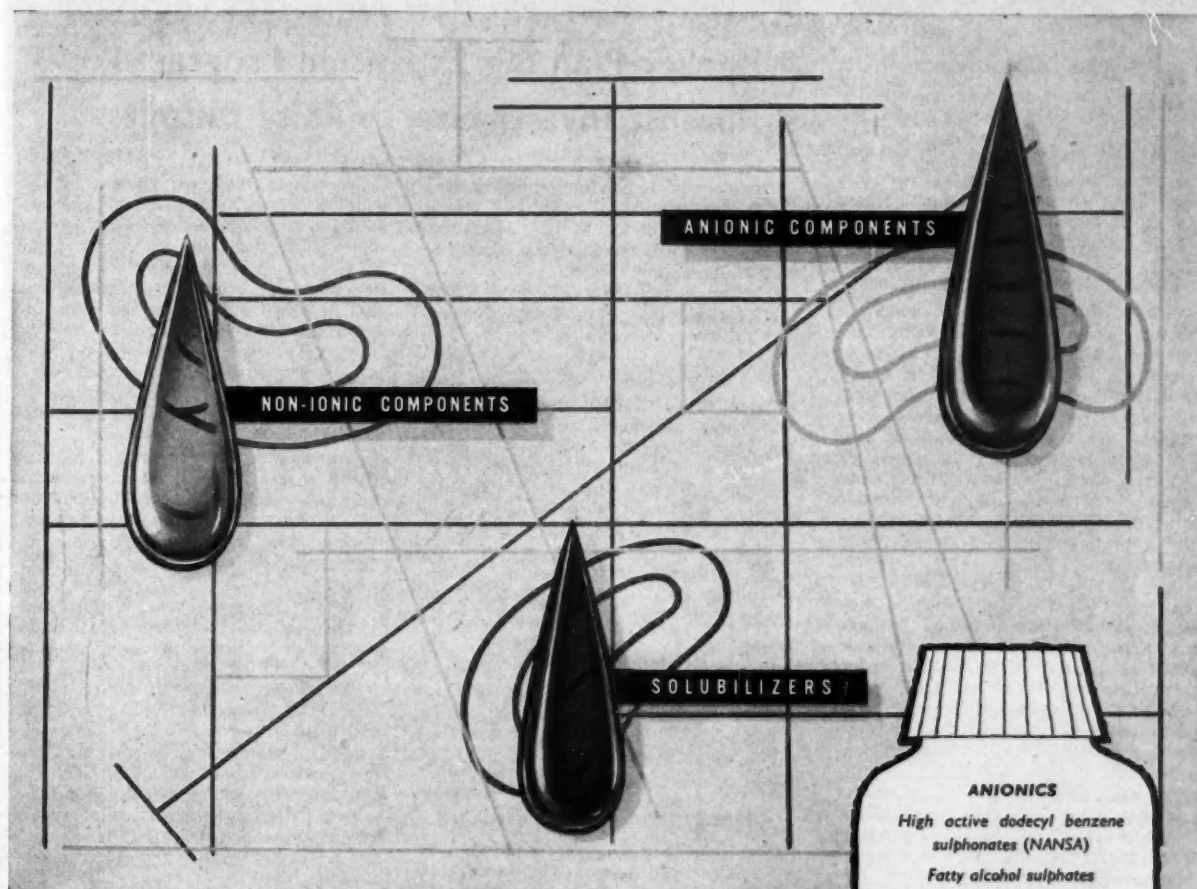 ANIONIC COMPONENTS
NON-IONIC COMPONENTS
SOLUBILIZERS
ANIONICS
High active dodecyl benzene
sulphonates (NANSA)
Fatty alcohol sulphates